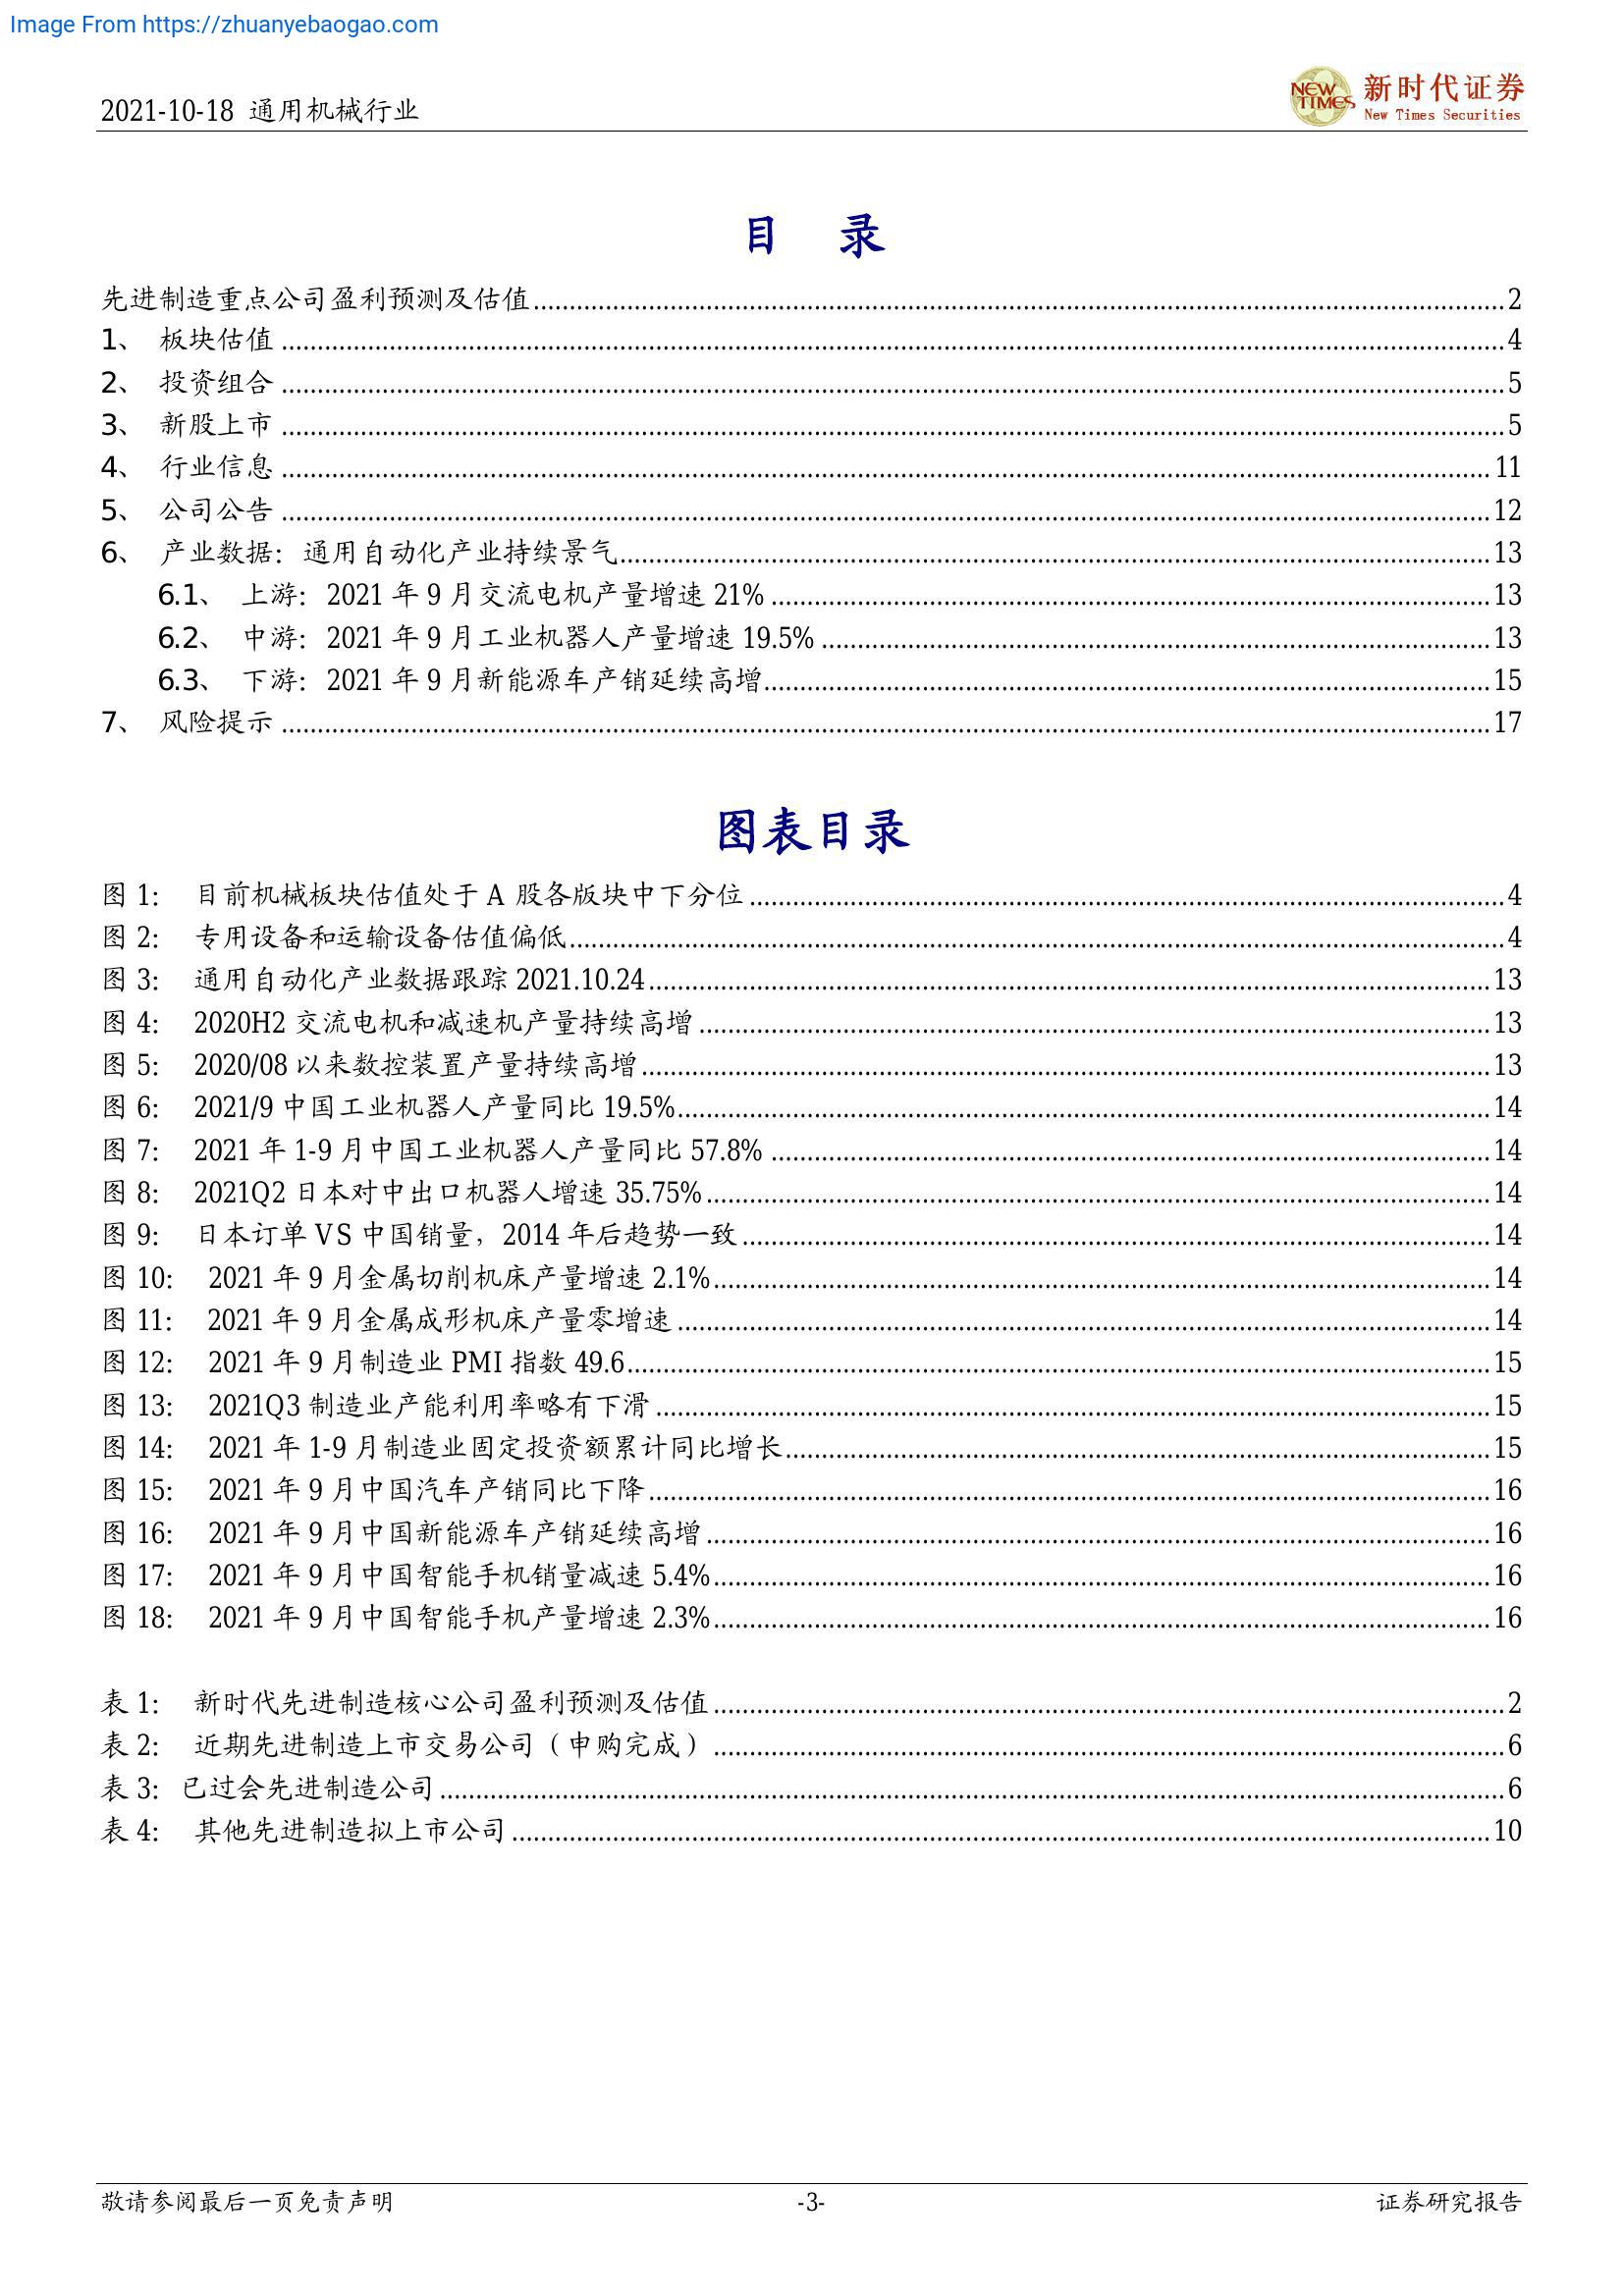 Image From https://zhuanyebaogao.com
2021-10-18 通用机械行业
NEW TIMES 新时代证券
New Times Securities
目 录
先进制造重点公司盈利预测及估值 2
1、 板块估值 4
2、 投资组合 5
3、 新股上市 5
4、 行业信息 11
5、 公司公告 12
6、 产业数据：通用自动化产业持续景气 13
6.1、 上游：2021 年 9 月交流电机产量增速 21% 13
6.2、 中游：2021 年 9 月工业机器人产量增速 19.5% 13
6.3、 下游：2021 年 9 月新能源车产销延续高增 15
7、 风险提示 17
图表目录
图 1： 目前机械板块估值处于 A 股各版块中下分位 4
图 2： 专用设备和运输设备估值偏低 4
图 3： 通用自动化产业数据跟踪 2021.10.24 13
图 4： 2020H2 交流电机和减速机产量持续高增 13
图 5： 2020/08 以来数控装置产量持续高增 13
图 6： 2021/9 中国工业机器人产量同比 19.5% 14
图 7： 2021 年 1-9 月中国工业机器人产量同比 57.8% 14
图 8： 2021Q2 日本对中出口机器人增速 35.75% 14
图 9： 日本订单 VS 中国销量，2014 年后趋势一致 14
图 10： 2021 年 9 月金属切削机床产量增速 2.1% 14
图 11： 2021 年 9 月金属成形机床产量零增速 14
图 12： 2021 年 9 月制造业 PMI 指数 49.6 15
图 13： 2021Q3 制造业产能利用率略有下滑 15
图 14： 2021 年 1-9 月制造业固定投资额累计同比增长 15
图 15： 2021 年 9 月中国汽车产销同比下降 16
图 16： 2021 年 9 月中国新能源车产销延续高增 16
图 17： 2021 年 9 月中国智能手机销量减速 5.4% 16
图 18： 2021 年 9 月中国智能手机产量增速 2.3% 16
表 1： 新时代先进制造核心公司盈利预测及估值 2
表 2： 近期先进制造上市交易公司（申购完成） 6
表 3：已过会先进制造公司 6
表 4： 其他先进制造拟上市公司 10
敬请参阅最后一页免责声明 -3- 证券研究报告